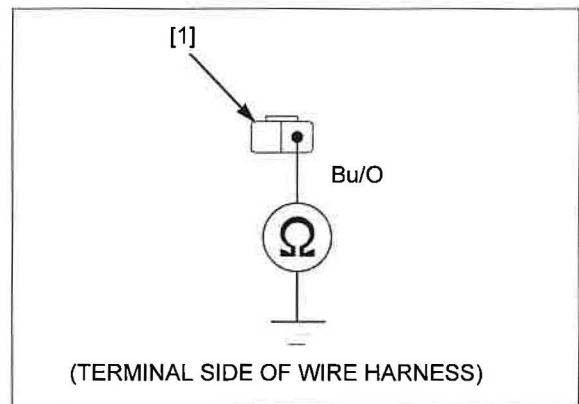 [1]
Bu/O
Ω
(TERMINAL SIDE OF WIRE HARNESS)